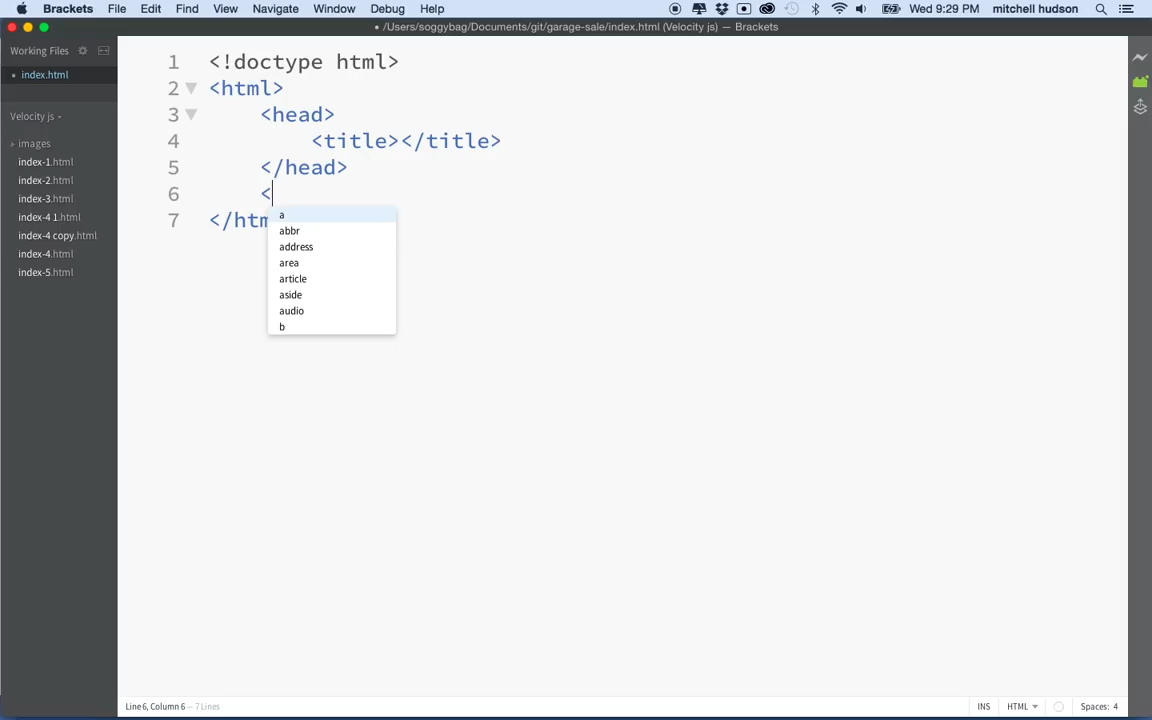 Brackets File Edit Find View Navigate Window Debug Help Wed 9:29 PM mitchell hudson
• /Users/soggybag/Documents/git/garage-sale/index.html (Velocity js) — Brackets
Working Files
index.html
Velocity js
images
index-1.html
index-2.html
index-3.html
index-4 1.html
index-4 copy.html
index-4.html
index-5.html
1 <!doctype html>
2 <html>
3 <head>
4 <title></title>
5 </head>
6 <
7 </htm
a
abbr
address
area
article
aside
audio
b
Line 6, Column 6 — 7 Lines INS HTML Spaces: 4